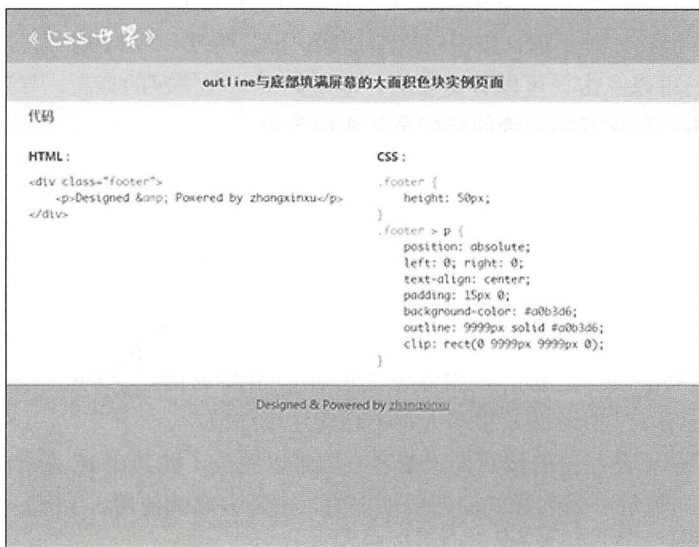 《CSS世界》
outline与底部填满屏幕的大面积色块实例页面
代码
HTML：
<div class="footer">
    <p>Designed &amp; Powered by zhangxinxu</p>
</div>
CSS：
.footer {
    height: 50px;
}
.footer > p {
    position: absolute;
    left: 0; right: 0;
    text-align: center;
    padding: 15px 0;
    background-color: #a0b3d6;
    outline: 9999px solid #a0b3d6;
    clip: rect(0 9999px 9999px 0);
}
Designed & Powered by zhangxinxu